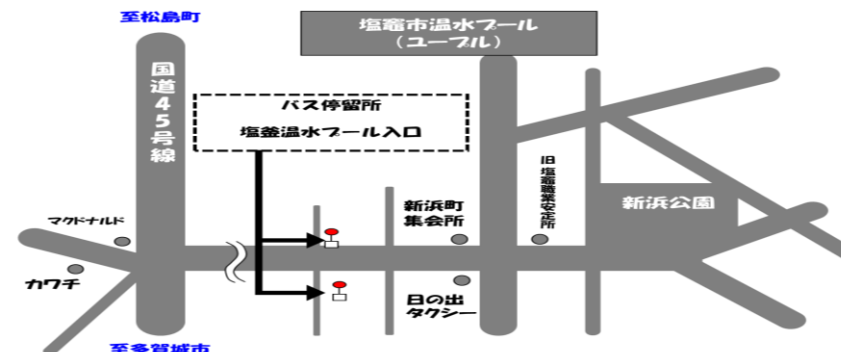 至松島町
塩竈市温水プール
(ユープル)
国道45号線
バス停留所
塩釜温水プール入口
旧塩竈職業安定所
マクドナルド
新浜町
集会所
新浜公園
カワチ
日の出
タクシー
至多賀城市